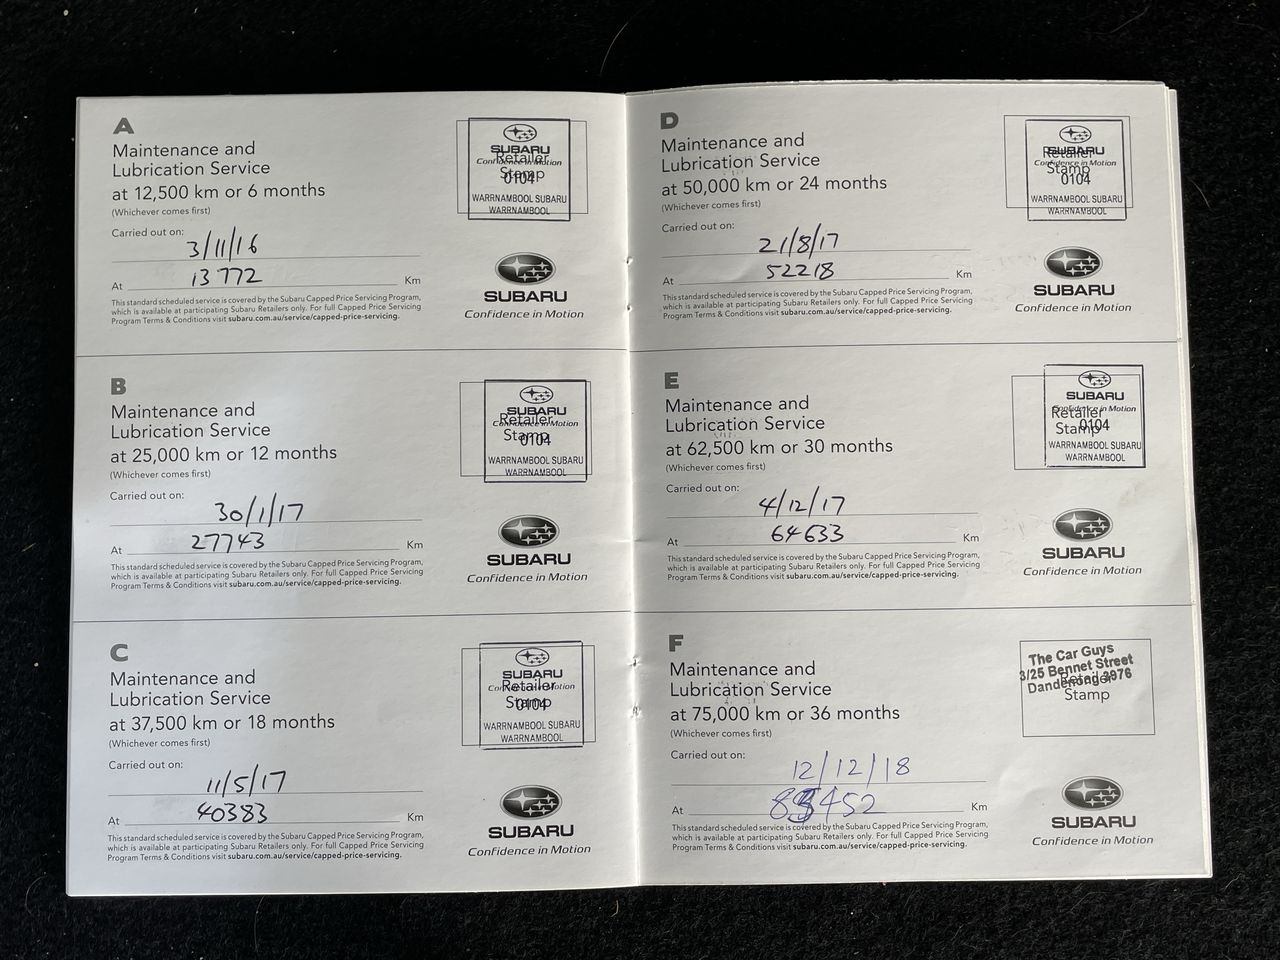 A
Maintenance and
Lubrication Service
at 12,500 km or 6 months
(Whichever comes first)
Carried out on:
3/11/16
At 13772 Km
This standard scheduled service is covered by the Subaru Capped Price Servicing Program,
which is available at participating Subaru Retailers only. For full Capped Price Servicing
Program Terms & Conditions visit subaru.com.au/service/capped-price-servicing.
SUBARU
Confidence in Motion
Retailer
Stamp
0104
WARRNAMBOOL SUBARU
WARRNAMBOOL
SUBARU
Confidence in Motion
B
Maintenance and
Lubrication Service
at 25,000 km or 12 months
(Whichever comes first)
Carried out on:
30/1/17
At 27743 Km
This standard scheduled service is covered by the Subaru Capped Price Servicing Program,
which is available at participating Subaru Retailers only. For full Capped Price Servicing
Program Terms & Conditions visit subaru.com.au/service/capped-price-servicing.
SUBARU
Retailer
Confidence in Motion
Stamp
0104
WARRNAMBOOL SUBARU
WARRNAMBOOL
SUBARU
Confidence in Motion
C
Maintenance and
Lubrication Service
at 37,500 km or 18 months
(Whichever comes first)
Carried out on:
11/5/17
At 40383 Km
This standard scheduled service is covered by the Subaru Capped Price Servicing Program,
which is available at participating Subaru Retailers only. For full Capped Price Servicing
Program Terms & Conditions visit subaru.com.au/service/capped-price-servicing.
SUBARU
Retailer
Confidence in Motion
Stamp
0104
WARRNAMBOOL SUBARU
WARRNAMBOOL
SUBARU
Confidence in Motion
D
Maintenance and
Lubrication Service
at 50,000 km or 24 months
(Whichever comes first)
Carried out on:
21/8/17
At 52218 Km
This standard scheduled service is covered by the Subaru Capped Price Servicing Program,
which is available at participating Subaru Retailers only. For full Capped Price Servicing
Program Terms & Conditions visit subaru.com.au/service/capped-price-servicing.
SUBARU
Retailer
Confidence in Motion
Stamp
0104
WARRNAMBOOL SUBARU
WARRNAMBOOL
SUBARU
Confidence in Motion
E
Maintenance and
Lubrication Service
at 62,500 km or 30 months
(Whichever comes first)
Carried out on:
4/12/17
At 64633 Km
This standard scheduled service is covered by the Subaru Capped Price Servicing Program,
which is available at participating Subaru Retailers only. For full Capped Price Servicing
Program Terms & Conditions visit subaru.com.au/service/capped-price-servicing.
SUBARU
Confidence in Motion
Retailer
Stamp
0104
WARRNAMBOOL SUBARU
WARRNAMBOOL
SUBARU
Confidence in Motion
F
Maintenance and
Lubrication Service
at 75,000 km or 36 months
(Whichever comes first)
Carried out on:
12/12/18
At Km
This standard scheduled service is covered by the Subaru Capped Price Servicing Program,
which is available at participating Subaru Retailers only. For full Capped Price Servicing
Program Terms & Conditions visit subaru.com.au/service/capped-price-servicing.
The Car Guys
3/25 Bennet Street
Dandenong 3976
Retailer
Stamp
SUBARU
Confidence in Motion